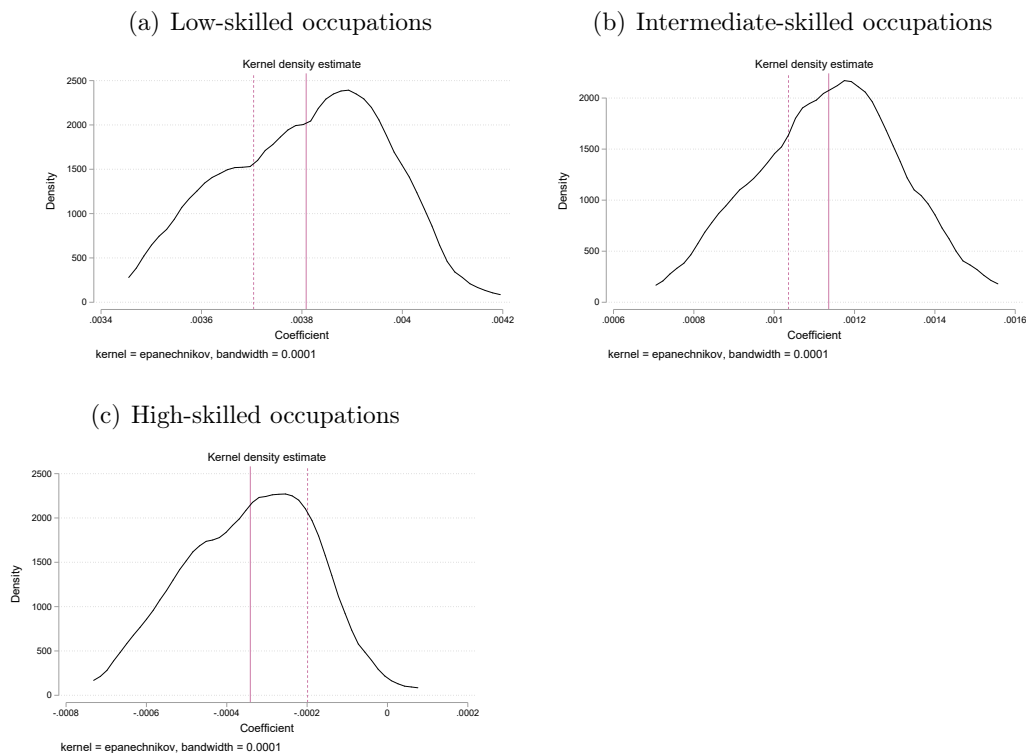 (a) Low-skilled occupations
Kernel density estimate
2500
2000
1500
1000
500
0
Density
.0034 .0036 .0038 .004 .0042
Coefficient
kernel = epanechnikov, bandwidth = 0.0001
(b) Intermediate-skilled occupations
Kernel density estimate
2000
1500
1000
500
0
Density
.0006 .0008 .001 .0012 .0014 .0016
Coefficient
kernel = epanechnikov, bandwidth = 0.0001
(c) High-skilled occupations
Kernel density estimate
2500
2000
1500
1000
500
0
Density
-.0008 -.0006 -.0004 -.0002 0 .0002
Coefficient
kernel = epanechnikov, bandwidth = 0.0001